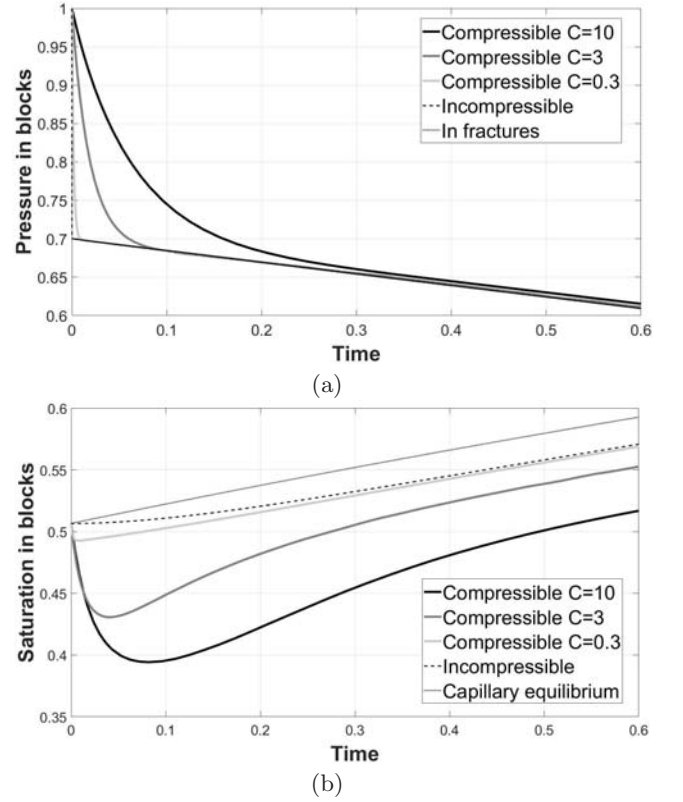 1
0.95
0.9
0.85
0.8
0.75
0.7
0.65
0.6
Pressure in blocks
Compressible C=10
Compressible C=3
Compressible C=0.3
Incompressible
In fractures
0 0.1 0.2 0.3 0.4 0.5 0.6
Time
(a)
0.6
0.55
0.5
0.45
0.4
0.35
Saturation in blocks
Compressible C=10
Compressible C=3
Compressible C=0.3
Incompressible
Capillary equilibrium
0 0.1 0.2 0.3 0.4 0.5 0.6
Time
(b)